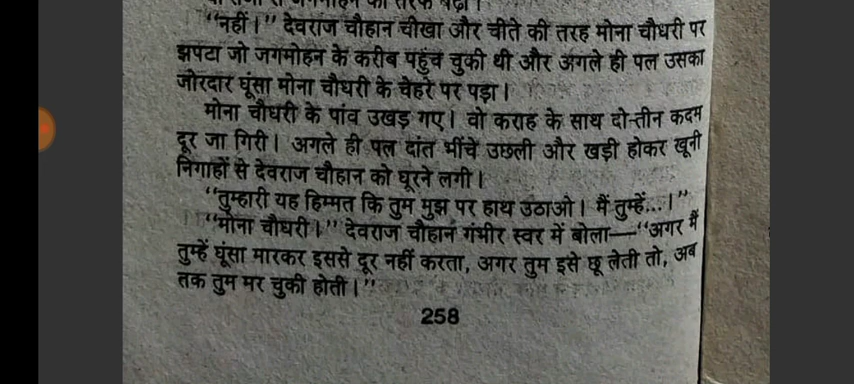 "नहीं।" देवराज चौहान चीखा और चीते की तरह मोना चौधरी पर
झपटा जो जगमोहन के करीब पहुंच चुकी थी और अगले ही पल उसका
जोरदार घूंसा मोना चौधरी के चेहरे पर पड़ा।
मोना चौधरी के पांव उखड़ गए। वो कराह के साथ दो-तीन कदम
दूर जा गिरी। अगले ही पल दांत भींचे उछली और खड़ी होकर खूनी
निगाहों से देवराज चौहान को घूरने लगी।
"तुम्हारी यह हिम्मत कि तुम मुझ पर हाथ उठाओ। मैं तुम्हें...।"
"मोना चौधरी।" देवराज चौहान गंभीर स्वर में बोला—"अगर मैं
तुम्हें घूंसा मारकर इससे दूर नहीं करता, अगर तुम इसे छू लेती तो, अब
तक तुम मर चुकी होती।"
258